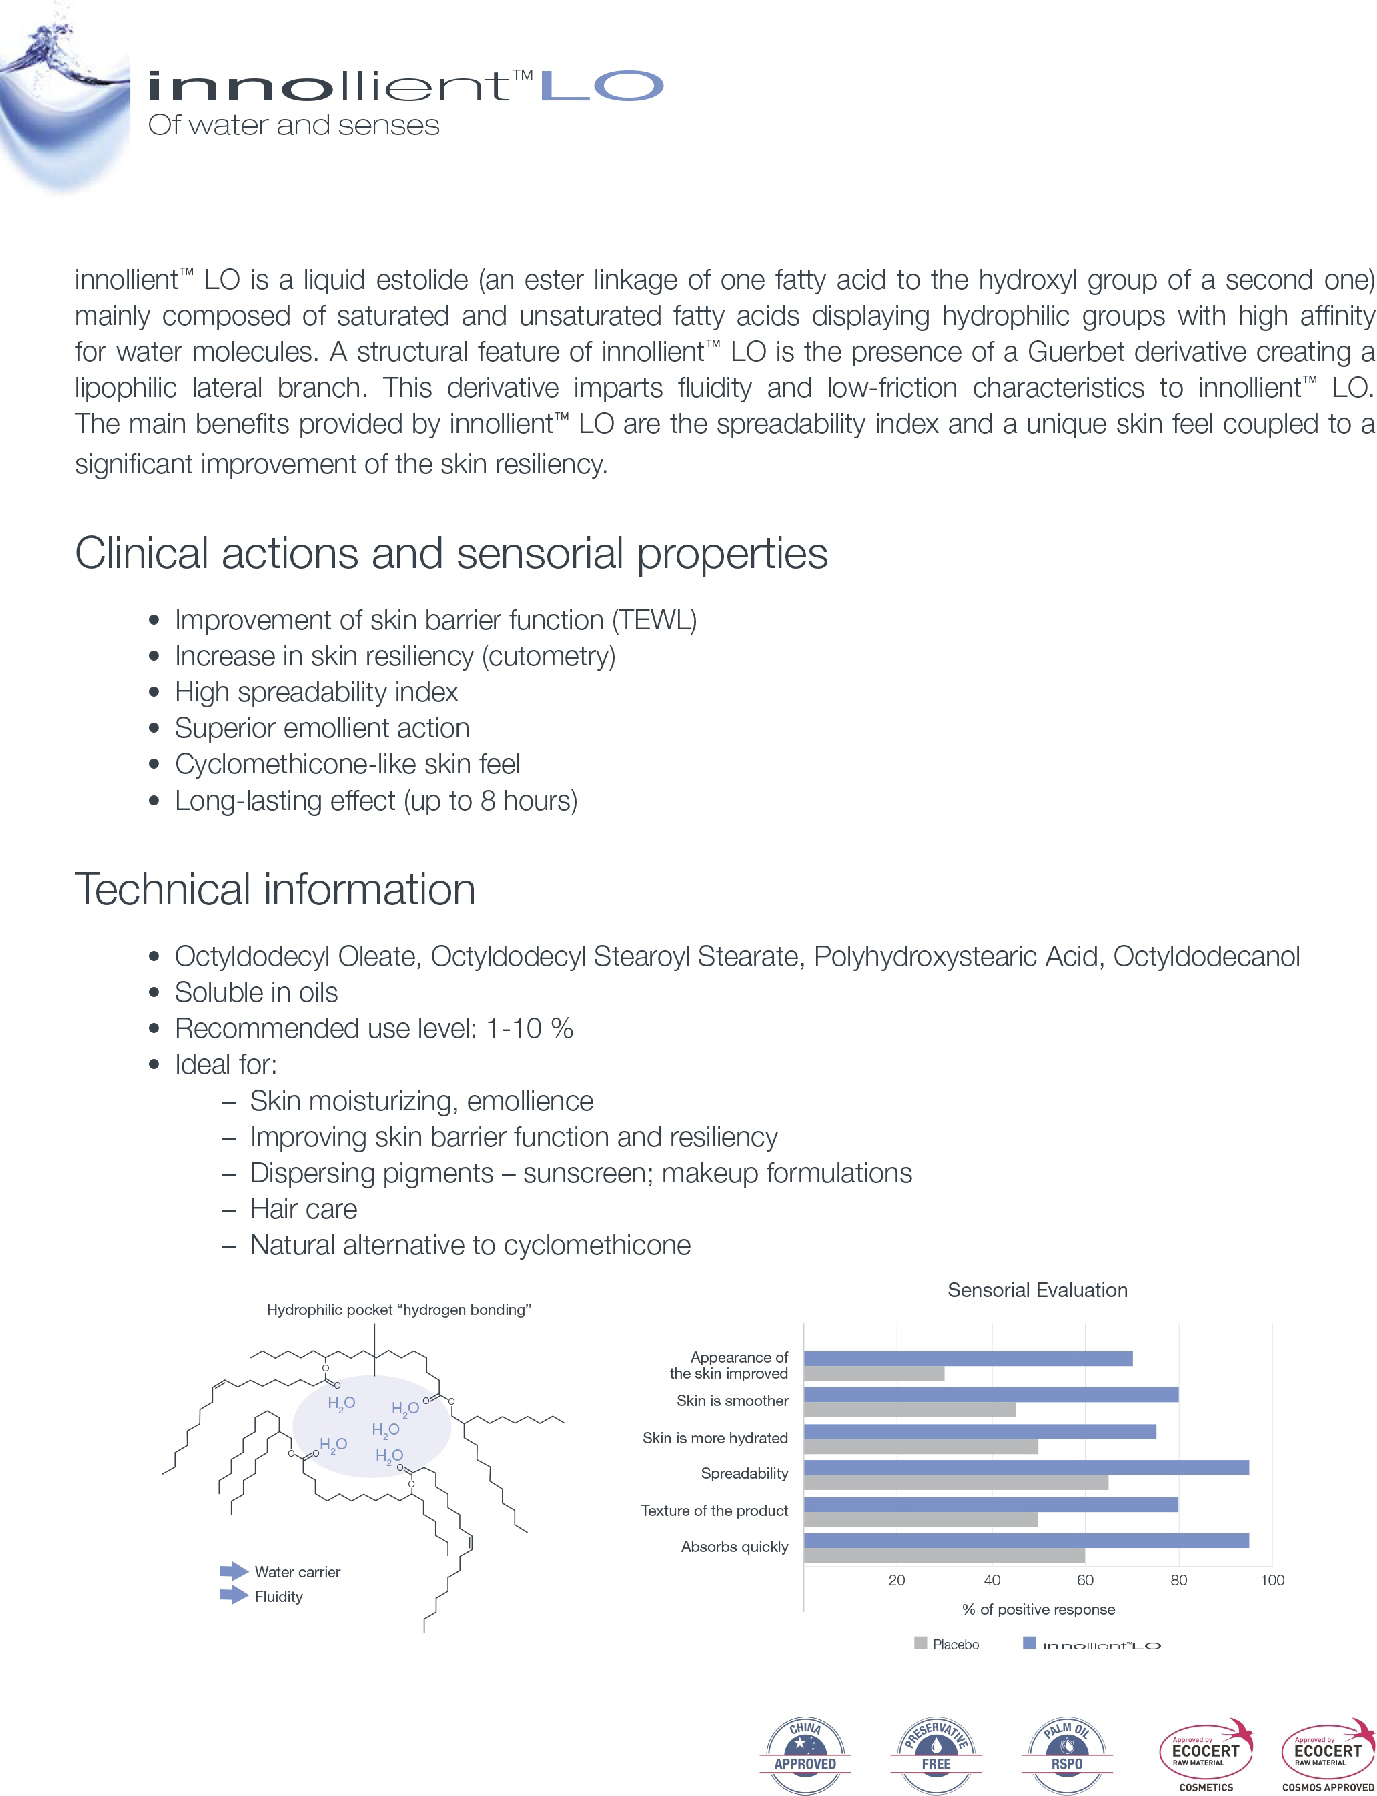 innollient™LO
Of water and senses
innollient™ LO is a liquid estolide (an ester linkage of one fatty acid to the hydroxyl group of a second one)
mainly composed of saturated and unsaturated fatty acids displaying hydrophilic groups with high affinity
for water molecules. A structural feature of innollient™ LO is the presence of a Guerbet derivative creating a
lipophilic lateral branch. This derivative imparts fluidity and low-friction characteristics to innollient™ LO.
The main benefits provided by innollient™ LO are the spreadability index and a unique skin feel coupled to a
significant improvement of the skin resiliency.
Clinical actions and sensorial properties
• Improvement of skin barrier function (TEWL)
• Increase in skin resiliency (cutometry)
• High spreadability index
• Superior emollient action
• Cyclomethicone-like skin feel
• Long-lasting effect (up to 8 hours)
Technical information
• Octyldodecyl Oleate, Octyldodecyl Stearoyl Stearate, Polyhydroxystearic Acid, Octyldodecanol
• Soluble in oils
• Recommended use level: 1-10 %
• Ideal for:
– Skin moisturizing, emollience
– Improving skin barrier function and resiliency
– Dispersing pigments – sunscreen; makeup formulations
– Hair care
– Natural alternative to cyclomethicone
Hydrophilic pocket “hydrogen bonding”
O
O
O
O
H₂O
H₂O
H₂O
H₂O
H₂O
O
O
O
O
Water carrier
Fluidity
Sensorial Evaluation
Appearance of
the skin improved
Skin is smoother
Skin is more hydrated
Spreadability
Texture of the product
Absorbs quickly
20 40 60 80 100
% of positive response
Placebo innollient™LO
CHINA
APPROVED
PRESERVATIVE
FREE
PALM OIL
RSPO
Approved by
ECOCERT
RAW MATERIAL
COSMETICS
Approved by
ECOCERT
RAW MATERIAL
COSMOS APPROVED